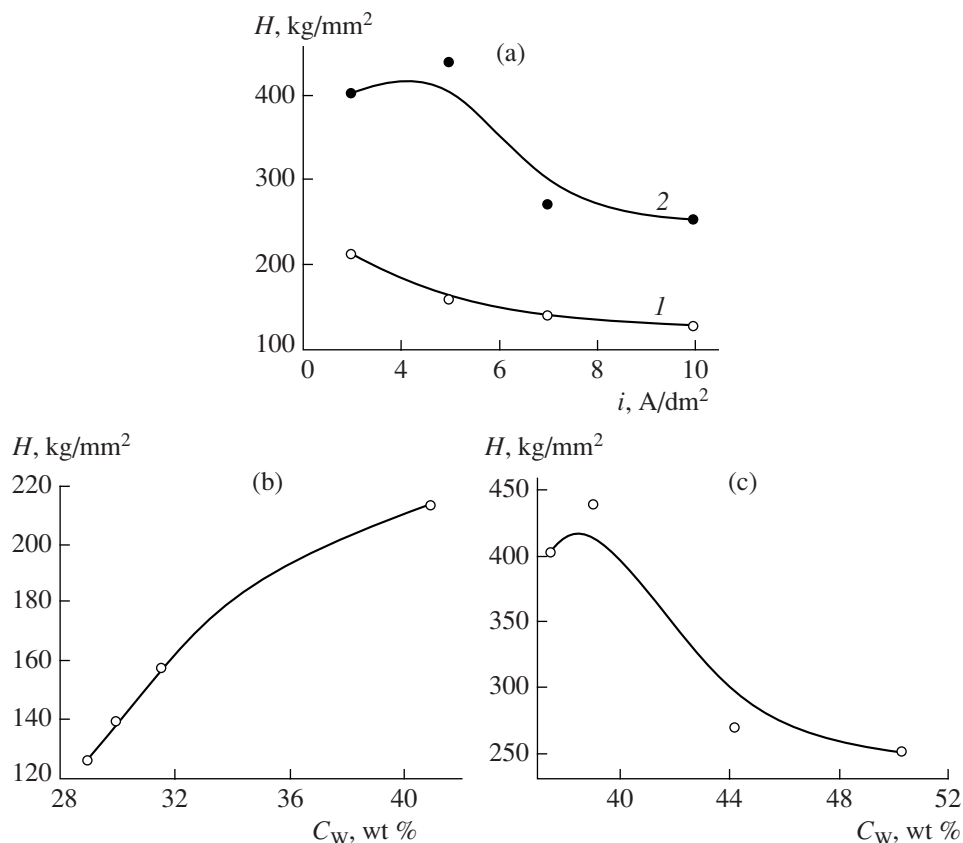 H, kg/mm²
(a)
400
300
2
200
1
100
0 4 6 8 10
i, A/dm²
H, kg/mm²
(b)
220
200
180
160
140
120
28 32 36 40
C_W, wt %
H, kg/mm²
(c)
450
400
350
300
250
40 44 48 52
C_W, wt %